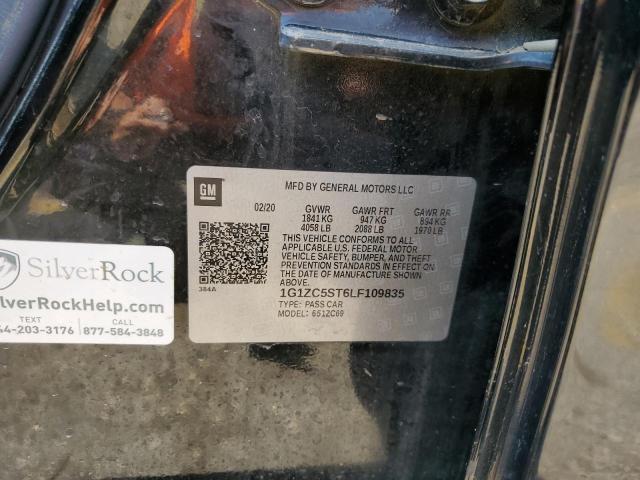 GM
MFD BY GENERAL MOTORS LLC
02/20 GVWR GAWR FRT GAWR RR
1841 KG 947 KG 894 KG
4058 LB 2088 LB 1970 LB
THIS VEHICLE CONFORMS TO ALL
APPLICABLE U.S. FEDERAL MOTOR
VEHICLE SAFETY, BUMPER, AND THEFT
PREVENTION STANDARDS IN EFFECT ON
THE DATE OF MANUFACTURE SHOWN
ABOVE.
384A
1G1ZC5ST6LF109835
TYPE: PASS CAR
MODEL: 651ZC69
SilverRock
SilverRockHelp.com
TEXT CALL
44-203-3176 877-584-3848